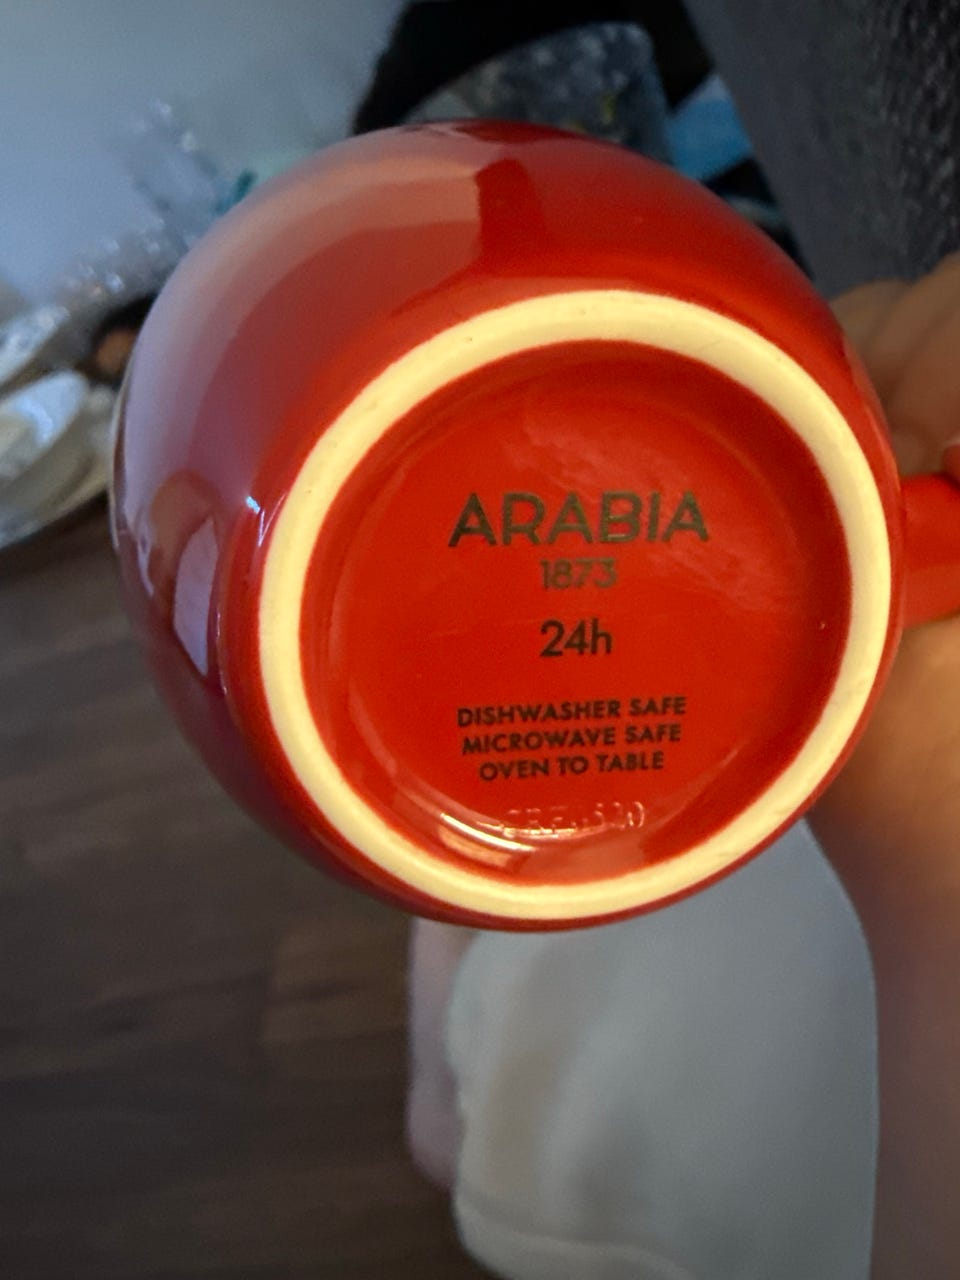 ARABIA
1873
24h
DISHWASHER SAFE
MICROWAVE SAFE
OVEN TO TABLE